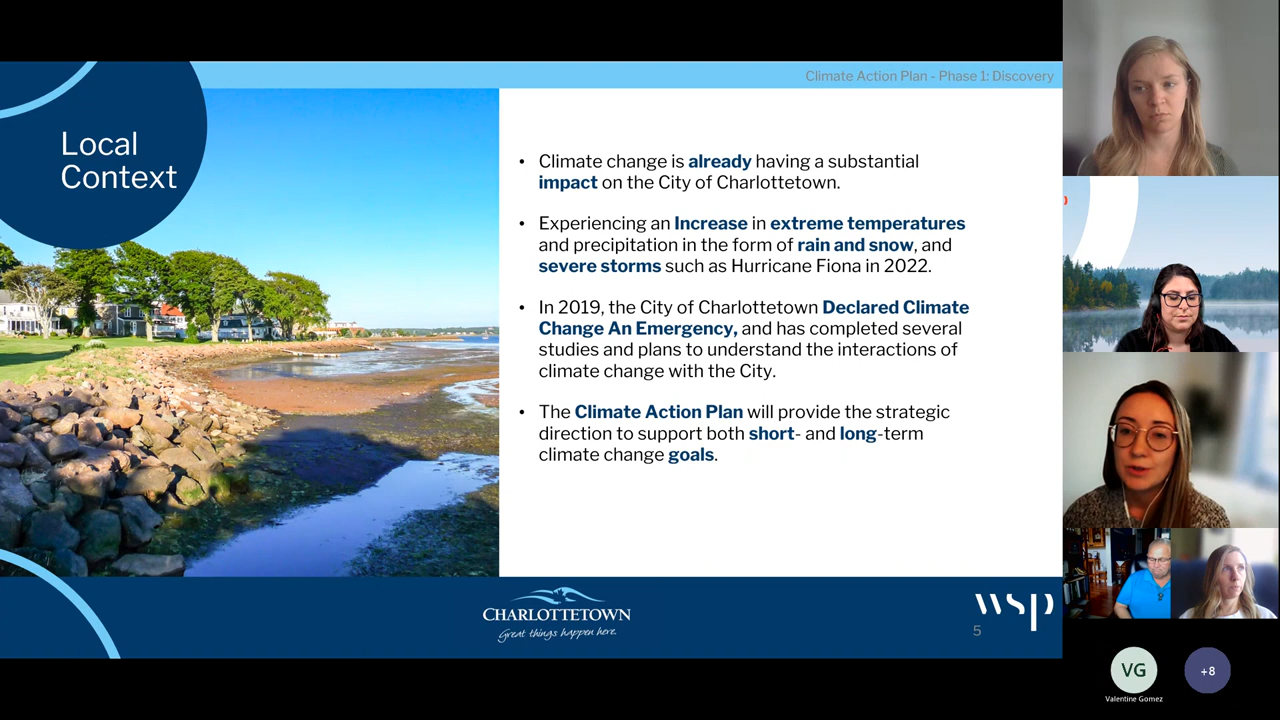 Climate Action Plan - Phase 1: Discovery
Local
Context
• Climate change is already having a substantial
impact on the City of Charlottetown.
• Experiencing an Increase in extreme temperatures
and precipitation in the form of rain and snow, and
severe storms such as Hurricane Fiona in 2022.
• In 2019, the City of Charlottetown Declared Climate
Change An Emergency, and has completed several
studies and plans to understand the interactions of
climate change with the City.
• The Climate Action Plan will provide the strategic
direction to support both short- and long-term
climate change goals.
CHARLOTTETOWN
Great things happen here.
wsp
5
VG
Valentine Gomez
+8